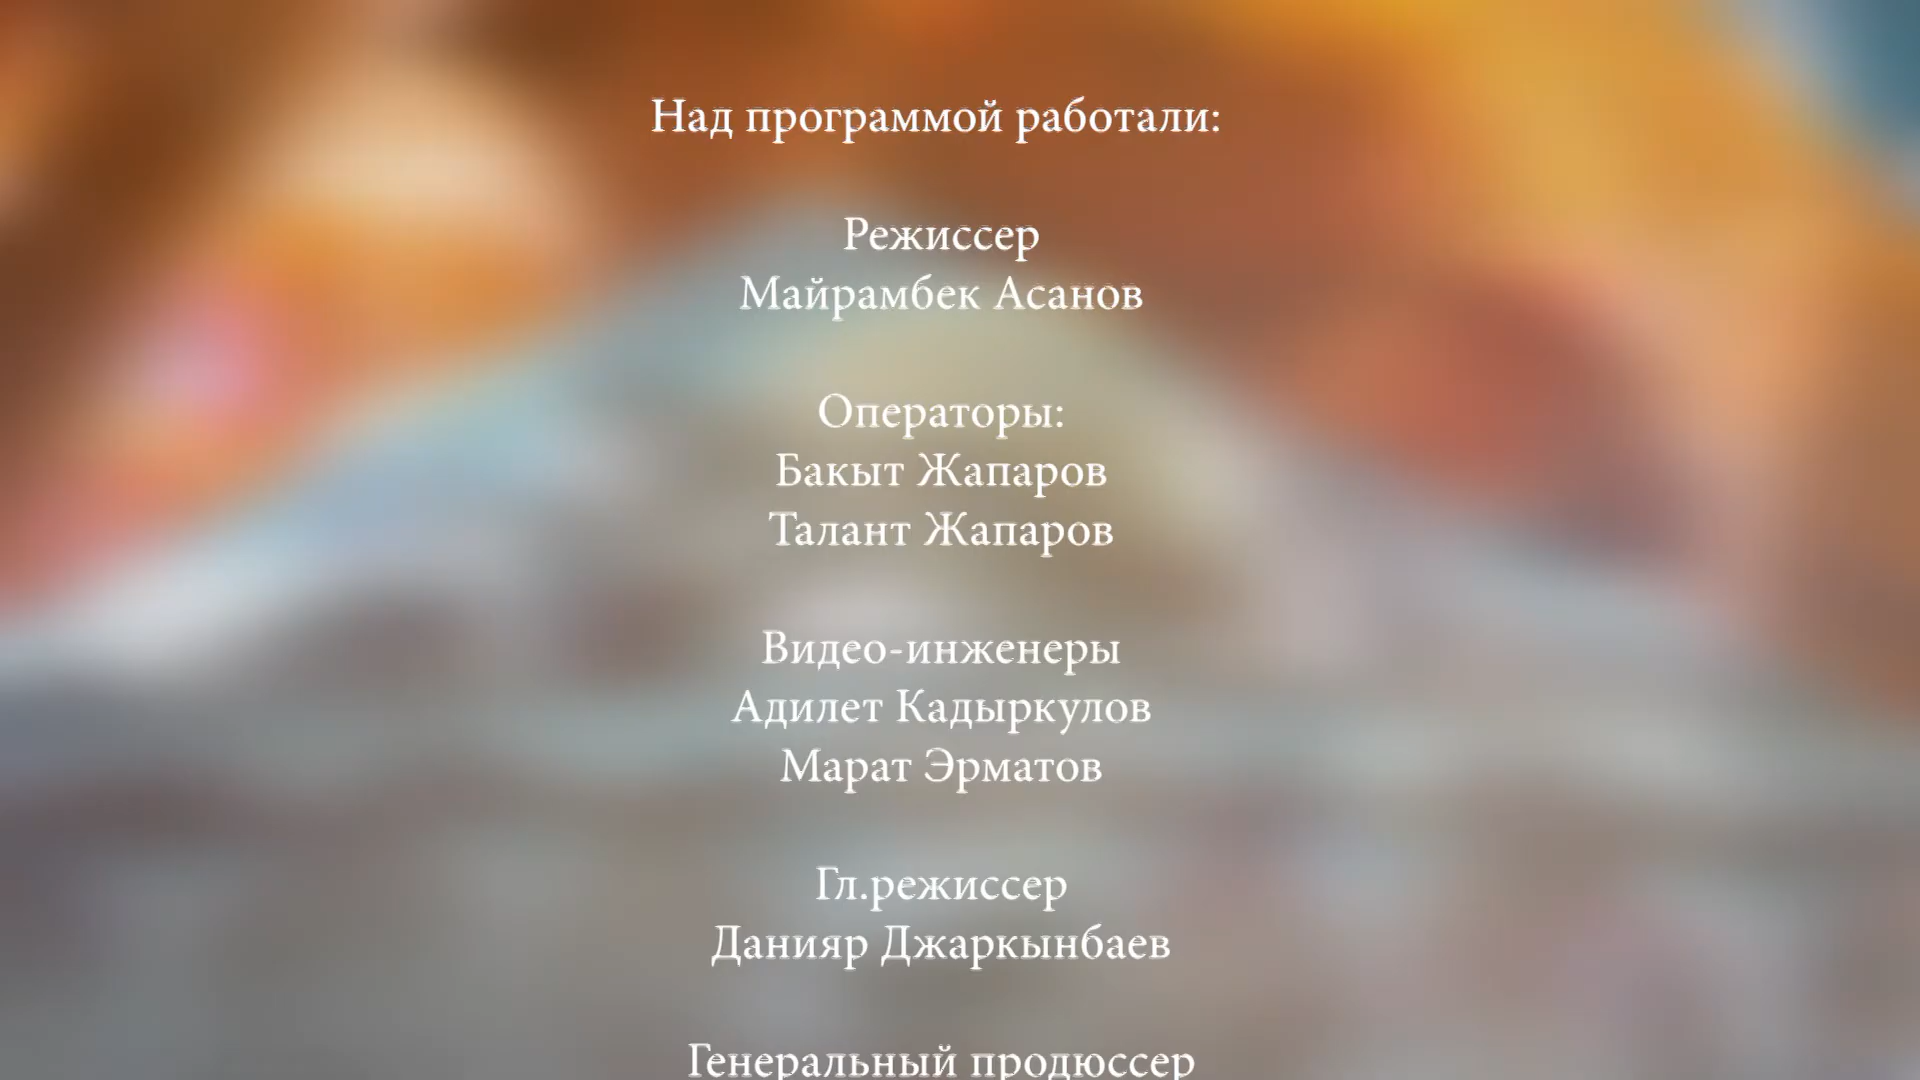 Над программой работали:
Режиссер
Майрамбек Асанов
Операторы:
Бакыт Жапаров
Талант Жапаров
Видео-инженеры
Адилет Кадыркулов
Марат Эрматов
Гл.режиссер
Данияр Джаркынбаев
Генеральный продюссер